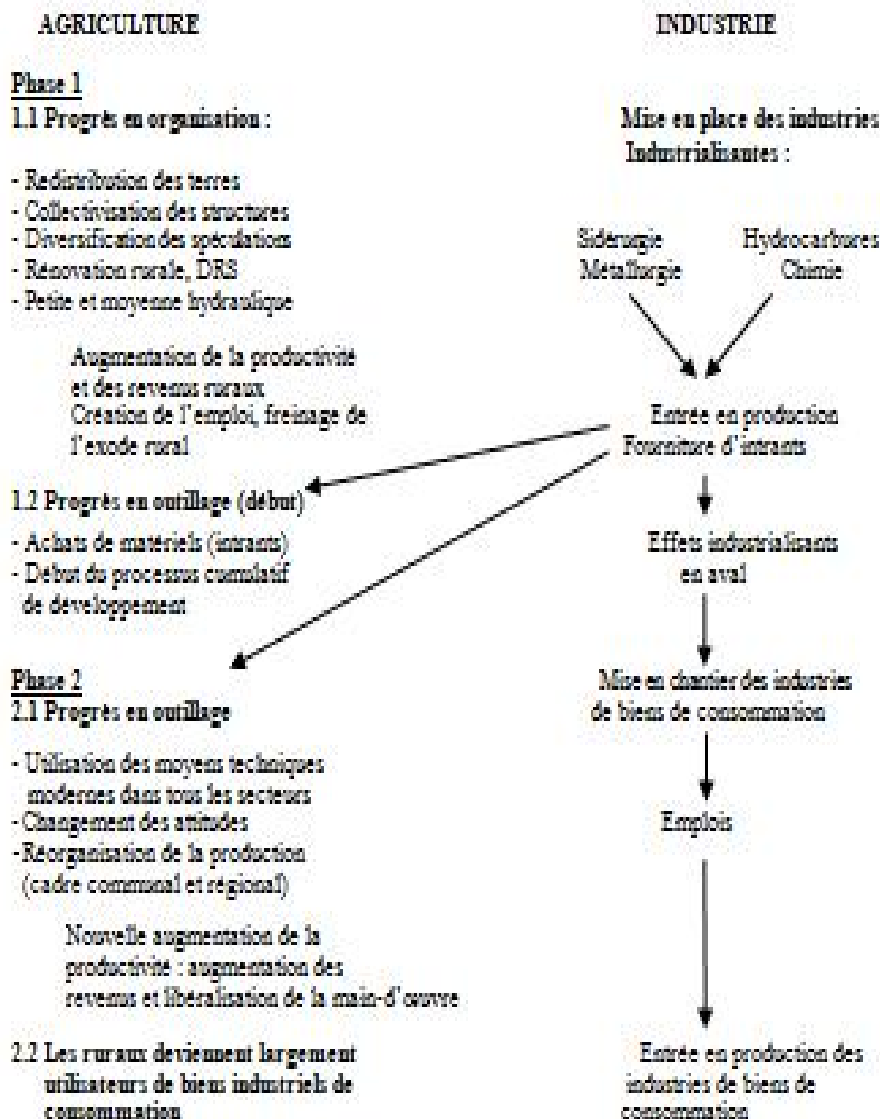 AGRICULTURE
INDUSTRIE
Phase 1
1.1 Progrès en organisation :
- Redistribution des terres
- Collectivisation des structures
- Diversification des spéculations
- Rénovation rurale, DRS
- Petite et moyenne hydraulique
Augmentation de la productivité
et des revenus ruraux
Création de l'emploi, freinage de
l'exode rural
1.2 Progrès en outillage (début)
- Achats de matériels (intrants)
- Début du processus cumulatif
de développement
Phase 2
2.1 Progrès en outillage
- Utilisation des moyens techniques
modernes dans tous les secteurs
- Changement des attitudes
- Réorganisation de la production
(cadre communal et régional)
Nouvelle augmentation de la
productivité : augmentation des
revenus et libéralisation de la main-d'œuvre
2.2 Les ruraux deviennent largement
utilisateurs de biens industriels de
consommation
Mise en place des industries
Industrialisantes :
Sidérurgie
Métallurgie
Hydrocarbures
Chimie
Entrée en production
Fourniture d'intrants
Effets industrialisants
en aval
Mise en chantier des industries
de biens de consommation
Emplois
Entrée en production des
industries de biens de
consommation